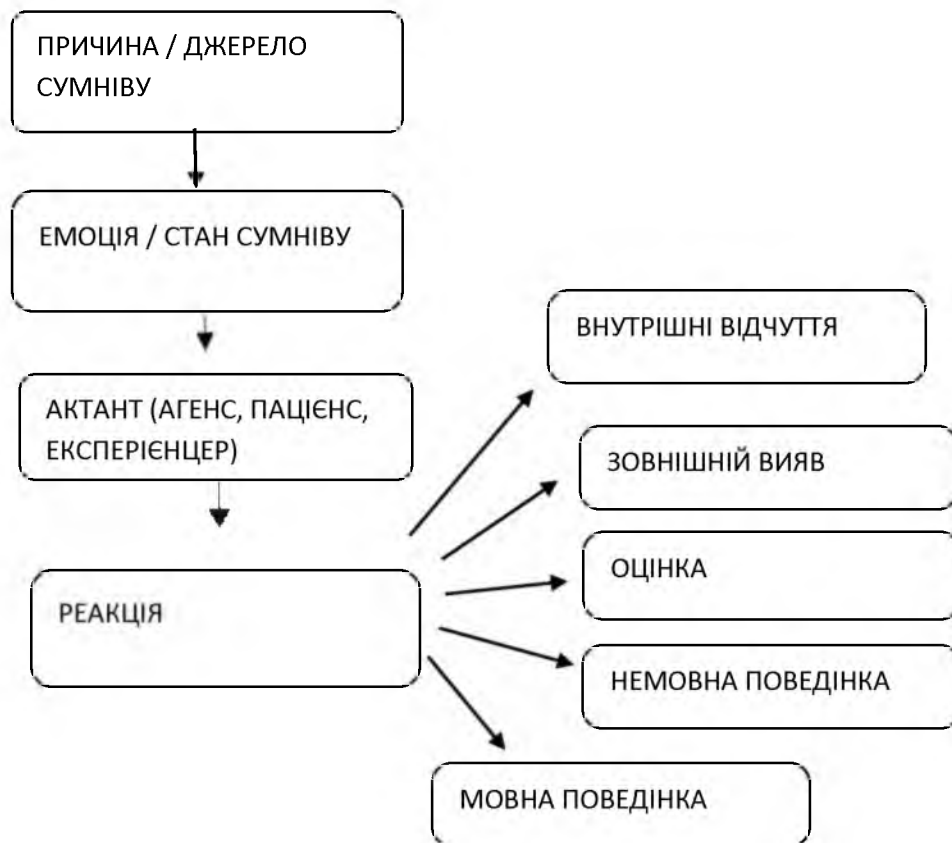 ПРИЧИНА / ДЖЕРЕЛО
СУМНІВУ
ЕМОЦІЯ / СТАН СУМНІВУ
АКТАНТ (АГЕНС, ПАЦІЄНС,
ЕКСПЕРІЄНЦЕР)
РЕАКЦІЯ
ВНУТРІШНІ ВІДЧУТТЯ
ЗОВНІШНІЙ ВИЯВ
ОЦІНКА
НЕМОВНА ПОВЕДІНКА
МОВНА ПОВЕДІНКА